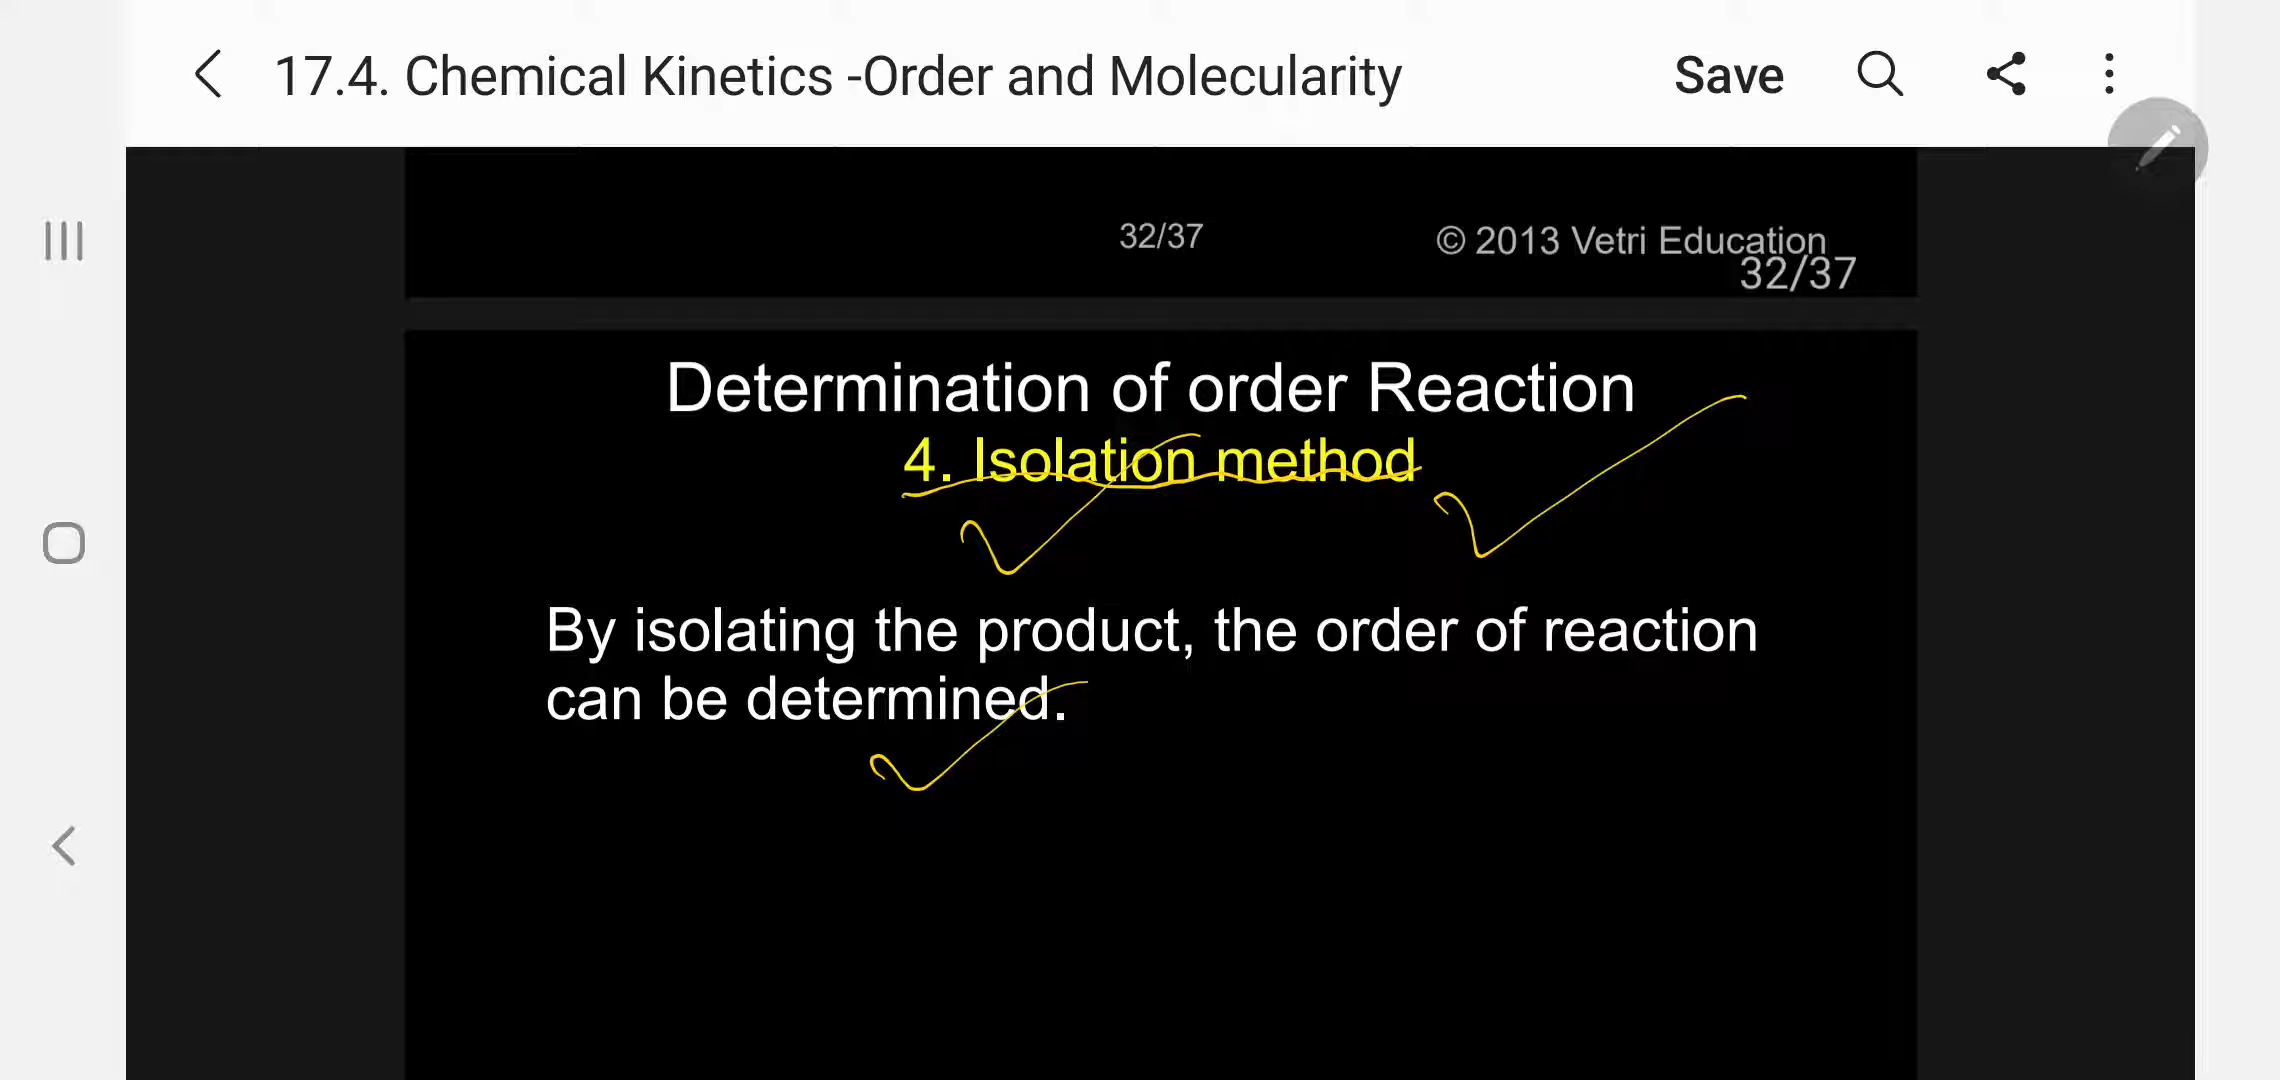 17.4. Chemical Kinetics -Order and Molecularity
Save
32/37
© 2013 Vetri Education
32/37
Determination of order Reaction
4. Isolation method
By isolating the product, the order of reaction
can be determined.